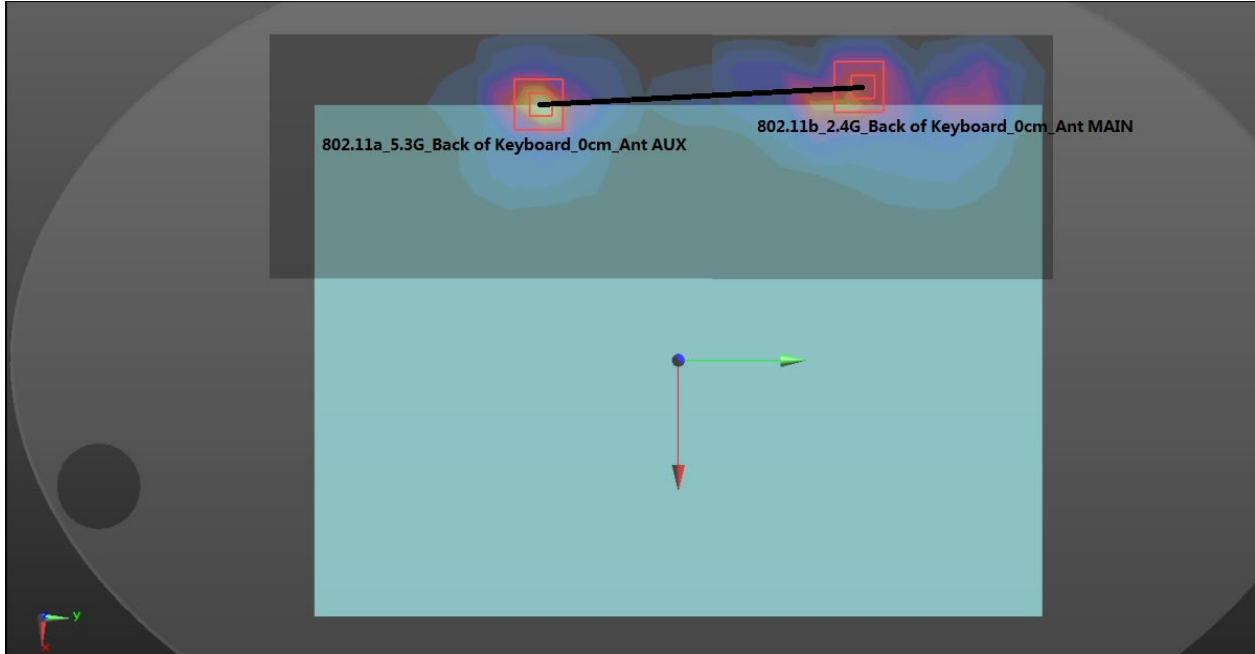 802.11b_2.4G_Back of Keyboard_0cm_Ant MAIN
802.11a_5.3G_Back of Keyboard_0cm_Ant AUX
y
x